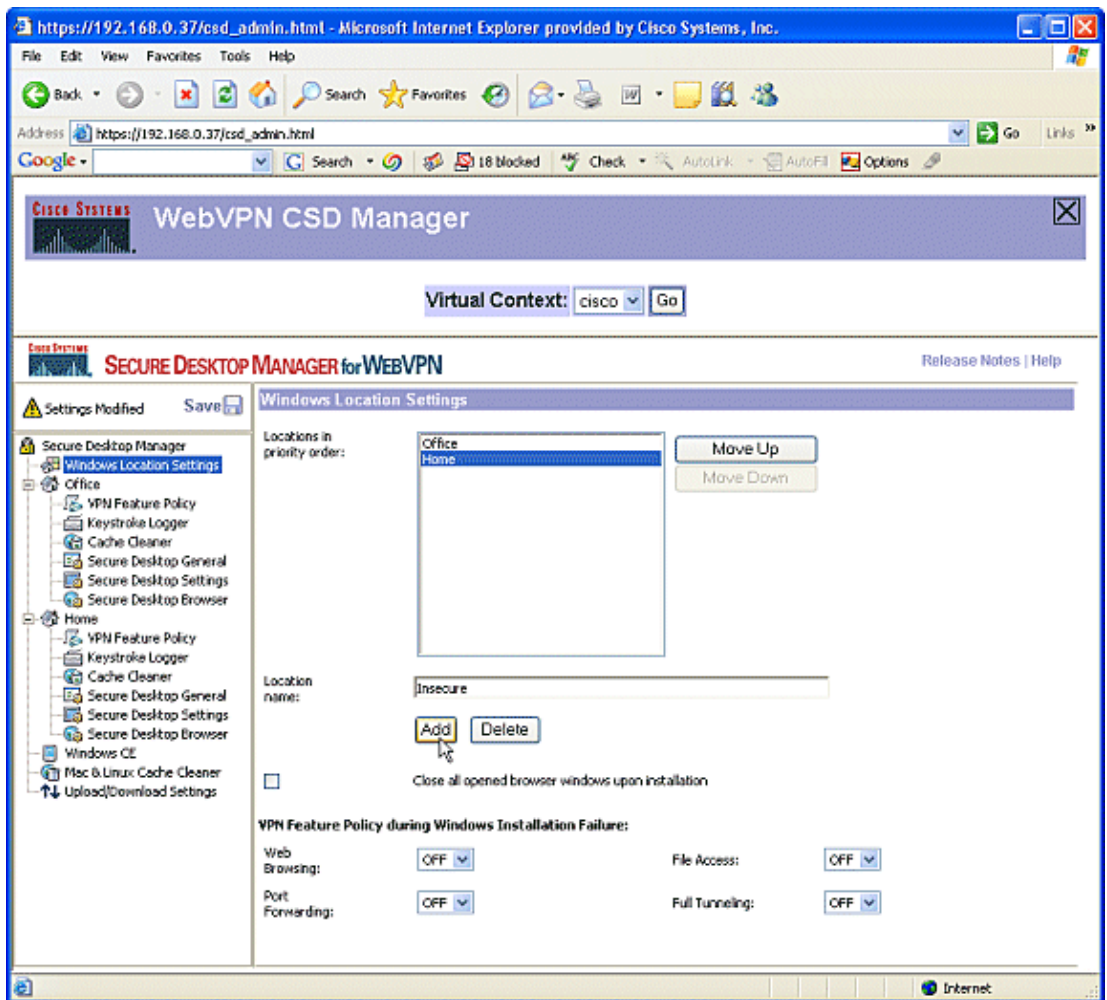 https://192.168.0.37/csd_admin.html - Microsoft Internet Explorer provided by Cisco Systems, Inc.
File Edit View Favorites Tools Help
Back Search Favorites
Address https://192.168.0.37/csd_admin.html Go Links »
Google Search 18 blocked Check AutoLink AutoFill Options
CISCO SYSTEMS
WebVPN CSD Manager
Virtual Context: cisco Go
CISCO SYSTEMS
SECURE DESKTOP MANAGER for WEBVPN
Release Notes | Help
Settings Modified Save
Secure Desktop Manager
Windows Location Settings
Office
VPN Feature Policy
Keystroke Logger
Cache Cleaner
Secure Desktop General
Secure Desktop Settings
Secure Desktop Browser
Home
VPN Feature Policy
Keystroke Logger
Cache Cleaner
Secure Desktop General
Secure Desktop Settings
Secure Desktop Browser
Windows CE
Mac & Linux Cache Cleaner
Upload/Download Settings
Windows Location Settings
Locations in
priority order:
Office
Home
Move Up
Move Down
Location
name:
Insecure
Add Delete
Close all opened browser windows upon installation
VPN Feature Policy during Windows Installation Failure:
Web
Browsing:
OFF
File Access: OFF
Port
Forwarding:
OFF
Full Tunneling: OFF
Internet